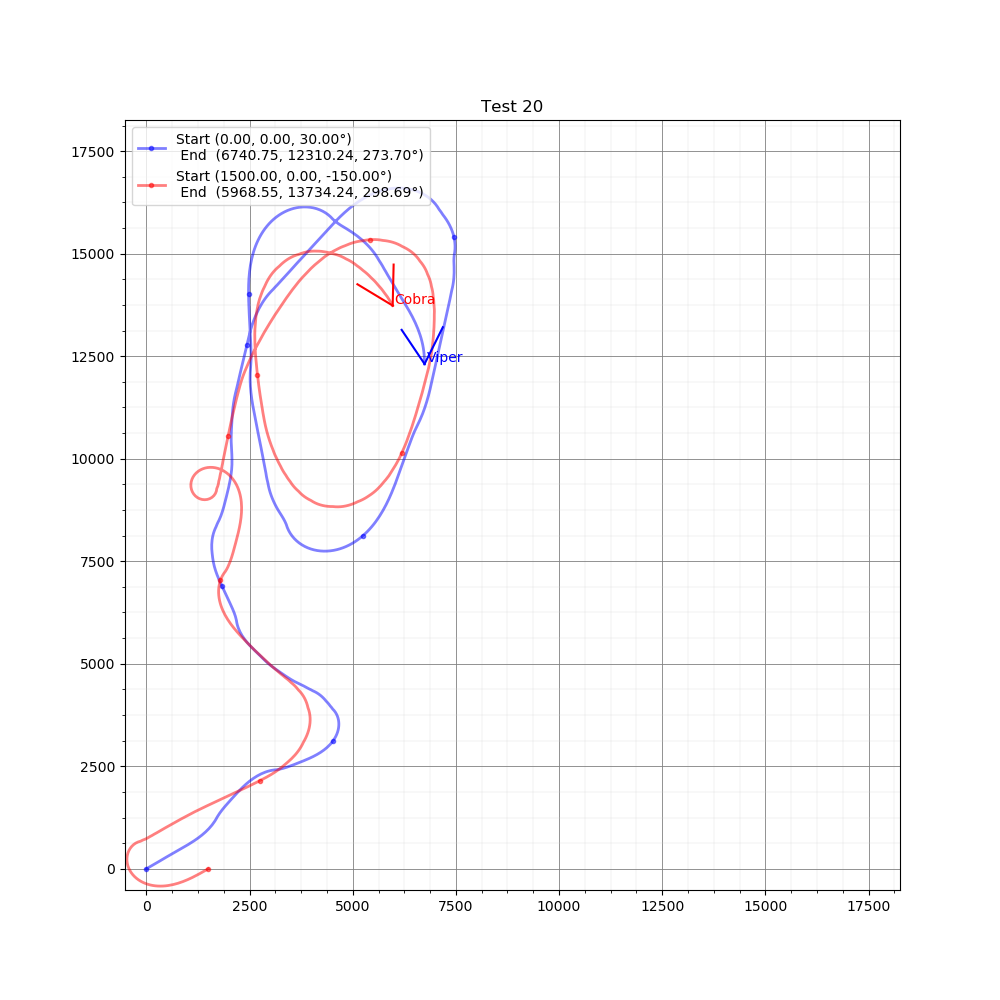 Test 20
Start (0.00, 0.00, 30.00°)
End (6740.75, 12310.24, 273.70°)
Start (1500.00, 0.00, -150.00°)
End (5968.55, 13734.24, 298.69°)
17500
15000
12500
10000
7500
5000
2500
0
Cobra
Viper
0 2500 5000 7500 10000 12500 15000 17500